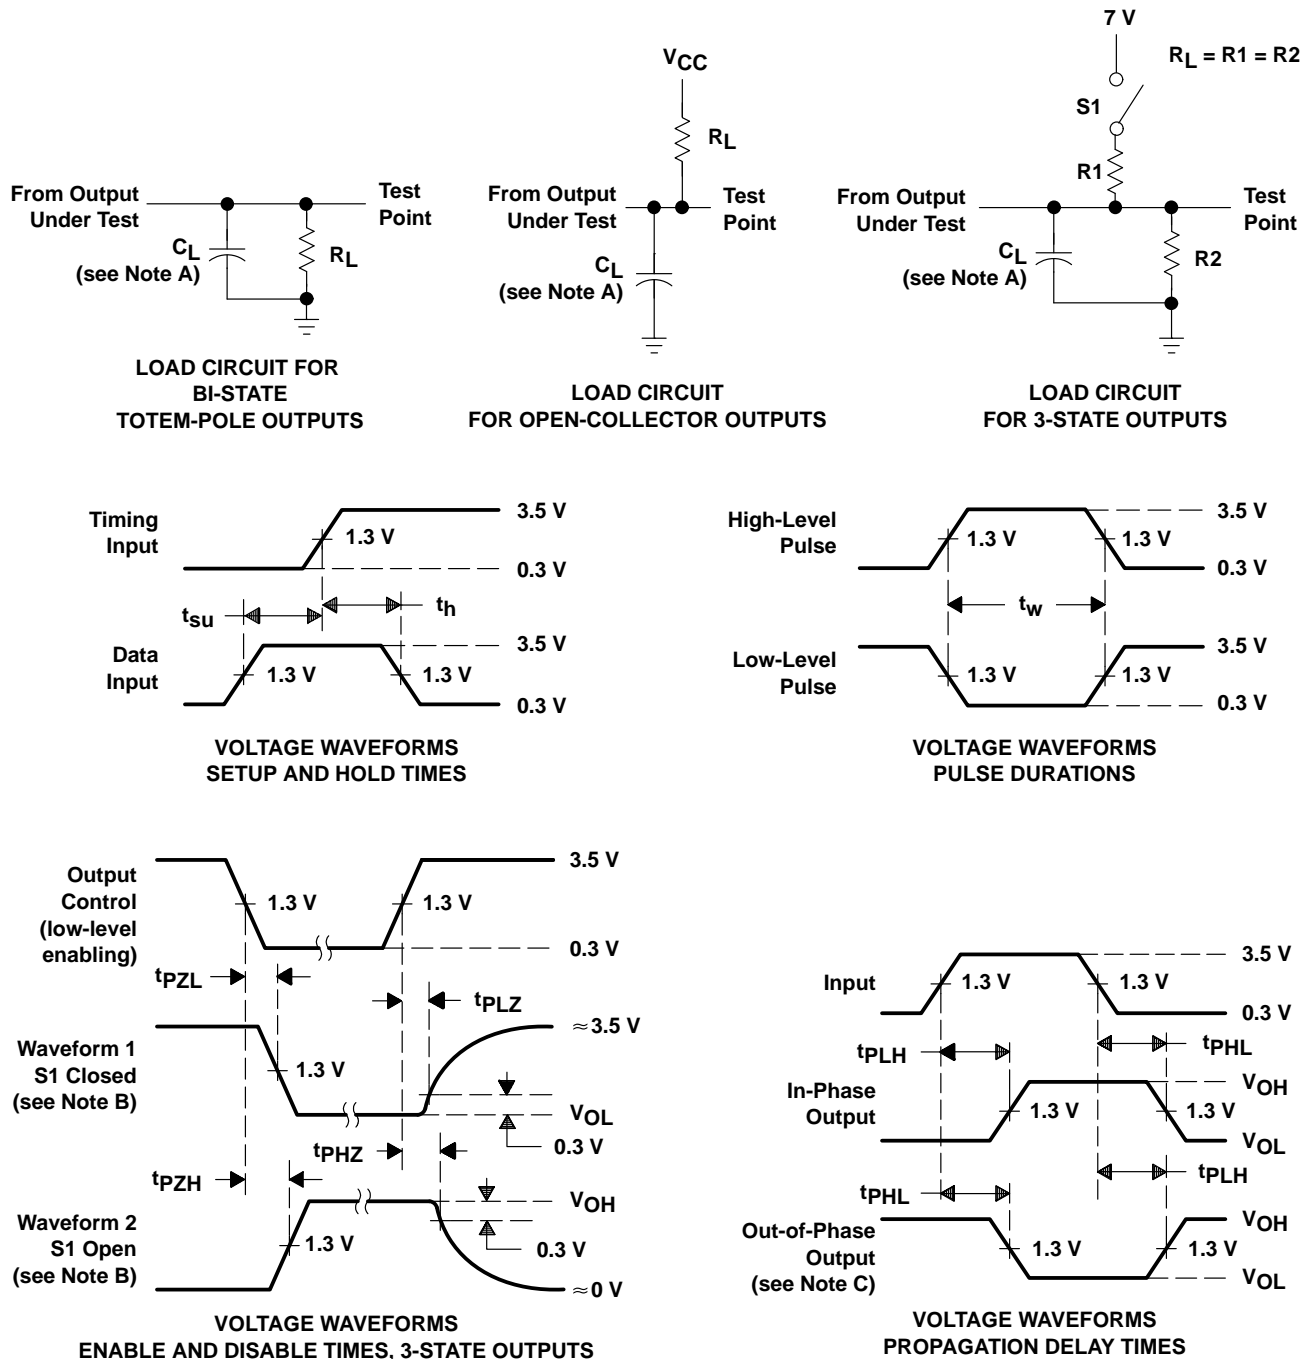 From Output
Under Test
Test
Point
CL
(see Note A)
RL
LOAD CIRCUIT FOR
BI-STATE
TOTEM-POLE OUTPUTS
VCC
RL
From Output
Under Test
Test
Point
CL
(see Note A)
LOAD CIRCUIT
FOR OPEN-COLLECTOR OUTPUTS
7 V
RL = R1 = R2
S1
R1
From Output
Under Test
Test
Point
CL
(see Note A)
R2
LOAD CIRCUIT
FOR 3-STATE OUTPUTS
Timing
Input
3.5 V
1.3 V
0.3 V
tsu
th
Data
Input
3.5 V
1.3 V
1.3 V
0.3 V
VOLTAGE WAVEFORMS
SETUP AND HOLD TIMES
High-Level
Pulse
3.5 V
1.3 V
1.3 V
0.3 V
tw
Low-Level
Pulse
3.5 V
1.3 V
1.3 V
0.3 V
VOLTAGE WAVEFORMS
PULSE DURATIONS
Output
Control
(low-level
enabling)
3.5 V
1.3 V
1.3 V
0.3 V
tPZL
tPLZ
Waveform 1
S1 Closed
(see Note B)
≈3.5 V
1.3 V
VOL
0.3 V
tPHZ
tPZH
Waveform 2
S1 Open
(see Note B)
VOH
1.3 V
0.3 V
≈0 V
VOLTAGE WAVEFORMS
ENABLE AND DISABLE TIMES, 3-STATE OUTPUTS
Input
3.5 V
1.3 V
1.3 V
0.3 V
tPLH
tPHL
In-Phase
Output
VOH
1.3 V
1.3 V
VOL
tPHL
tPLH
Out-of-Phase
Output
(see Note C)
VOH
1.3 V
1.3 V
VOL
VOLTAGE WAVEFORMS
PROPAGATION DELAY TIMES